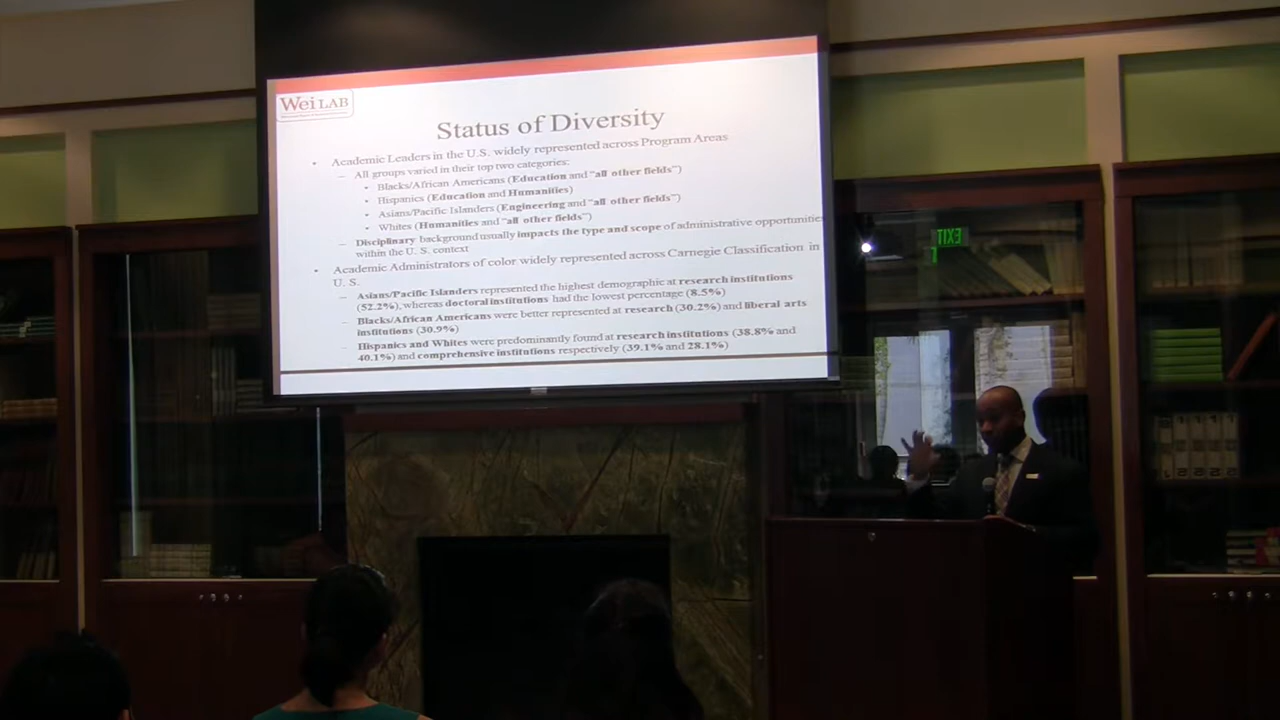 Wei LAB
Status of Diversity
• Academic Leaders in the U.S. widely represented across Program Areas
– All groups varied in their top two categories:
• Blacks/African Americans (Education and “all other fields”)
• Hispanics (Education and Humanities)
• Asians/Pacific Islanders (Engineering and “all other fields”)
• Whites (Humanities and “all other fields”)
– Disciplinary background usually impacts the type and scope of administrative opportunities
within the U. S. context
• Academic Administrators of color widely represented across Carnegie Classification in
U. S.
– Asians/Pacific Islanders represented the highest demographic at research institutions
(52.2%), whereas doctoral institutions had the lowest percentage (8.5%)
– Blacks/African Americans were better represented at research (30.2%) and liberal arts
institutions (30.9%)
– Hispanics and Whites were predominantly found at research institutions (38.8% and
40.1%) and comprehensive institutions respectively (39.1% and 28.1%)
EXIT